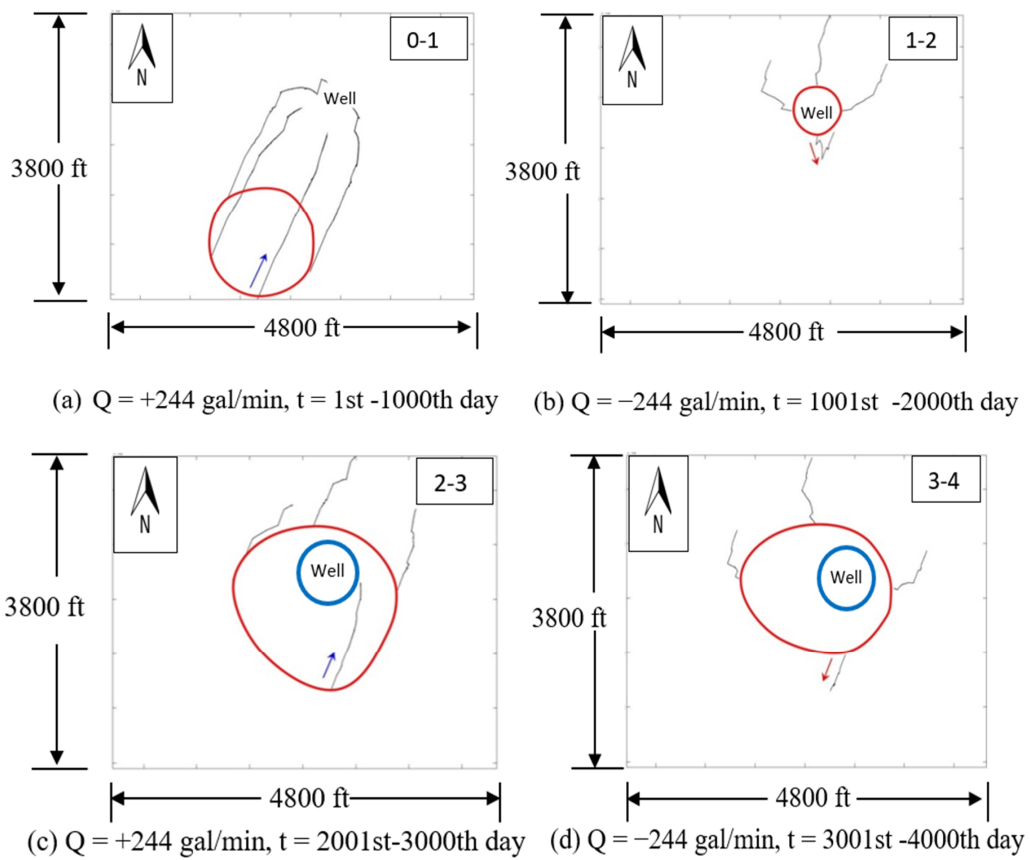 0-1
N
Well
3800 ft
4800 ft
(a) Q = +244 gal/min, t = 1st -1000th day
1-2
N
Well
3800 ft
4800 ft
(b) Q = −244 gal/min, t = 1001st -2000th day
2-3
N
Well
3800 ft
4800 ft
(c) Q = +244 gal/min, t = 2001st-3000th day
3-4
N
Well
3800 ft
4800 ft
(d) Q = −244 gal/min, t = 3001st -4000th day